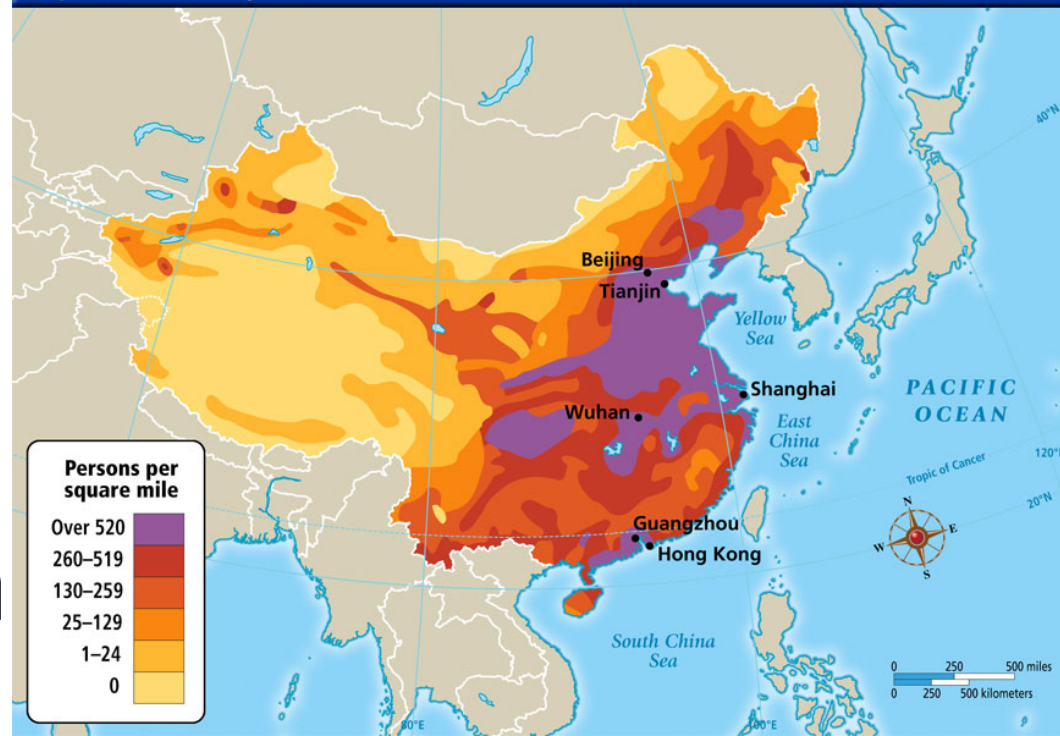 40°N
Beijing
Tianjin
Yellow
Sea
Shanghai
PACIFIC
OCEAN
Wuhan
East
China
Sea
120°
Tropic of Cancer
20°N
Persons per
square mile
Over 520
260–519
130–259
25–129
1–24
0
Guangzhou
Hong Kong
N
W
E
S
South China
Sea
0 250 500 miles
0 250 500 kilometers
80°E
100°E